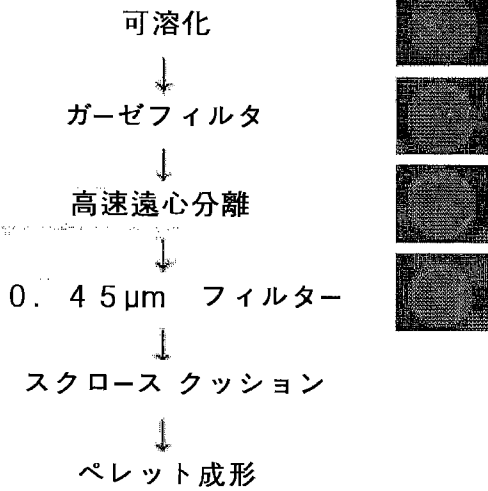 可溶化
↓
ガーゼフィルタ
↓
高速遠心分離
↓
0. 45μm フィルター
↓
スクロース クッション
↓
ペレット成形